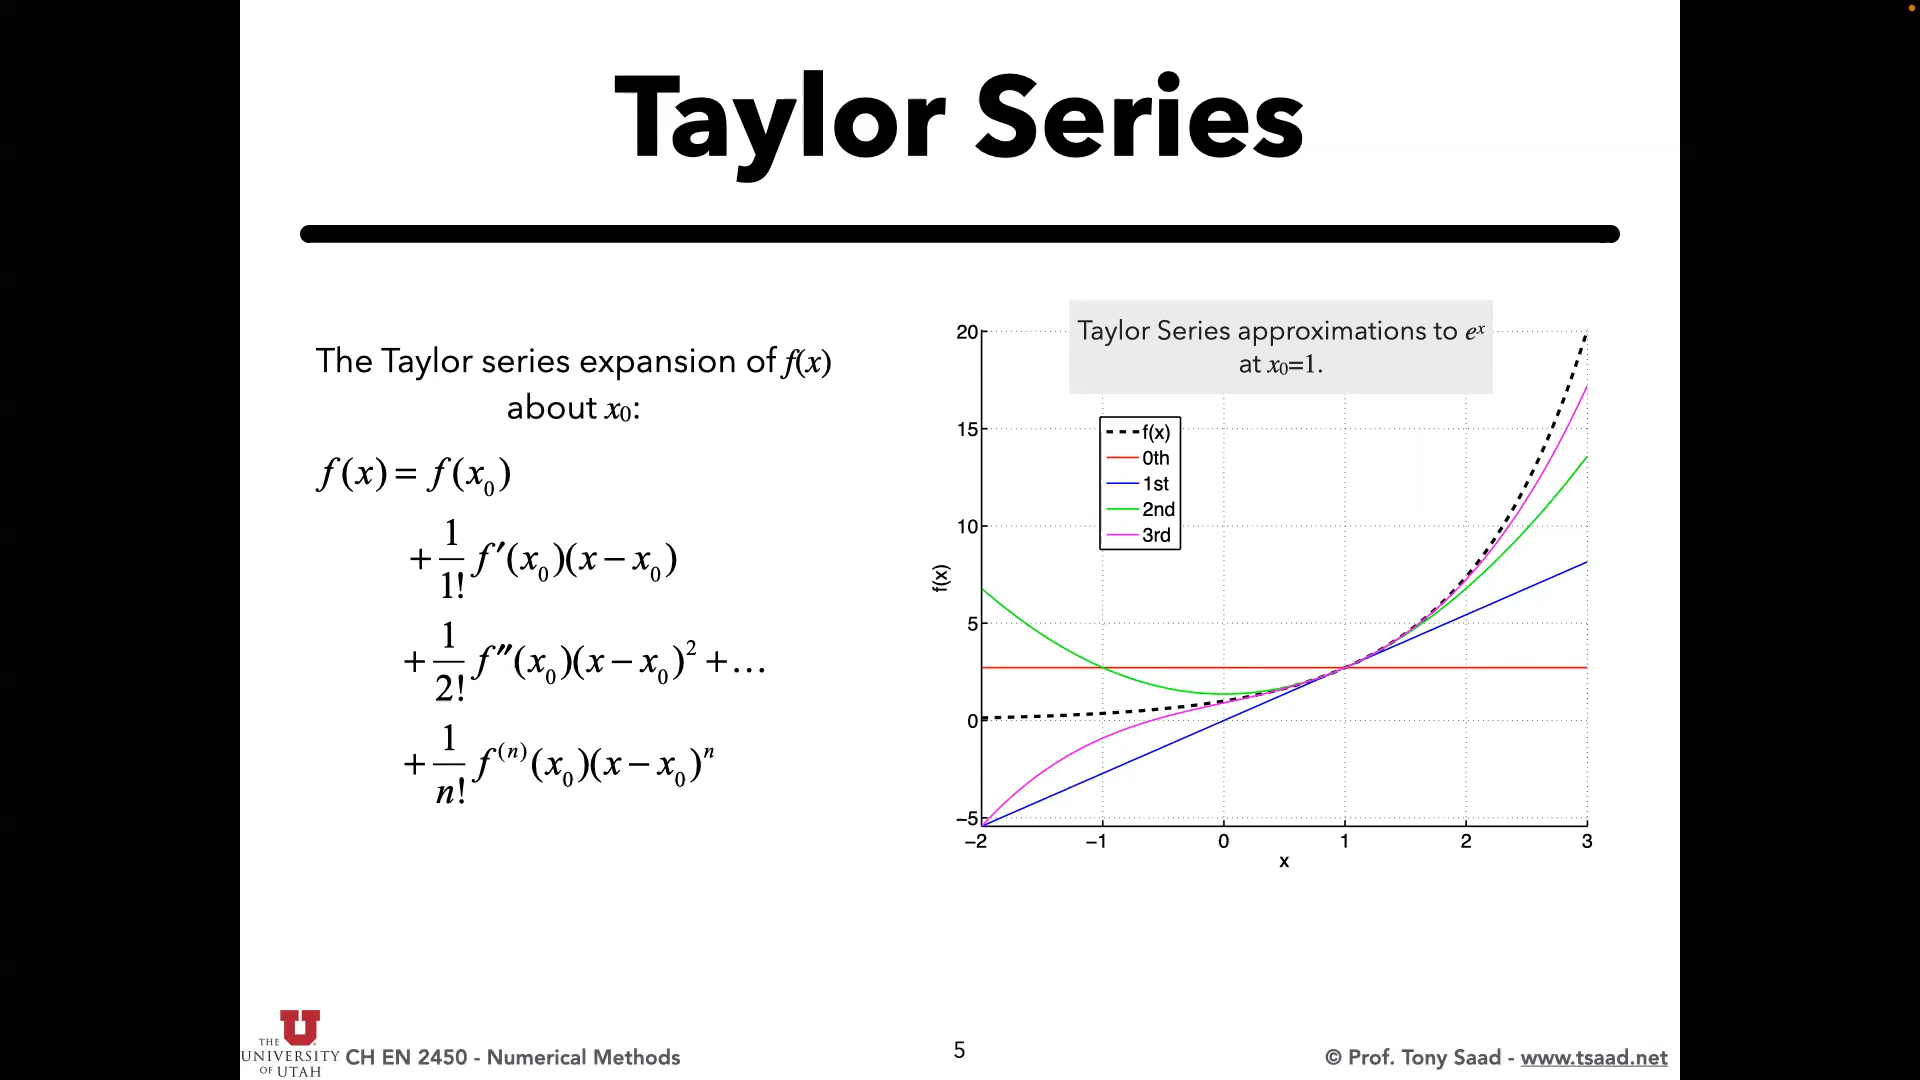 Taylor Series
The Taylor series expansion of f(x)
about x₀:
f(x) = f(x₀)
+ 1/1! f′(x₀)(x − x₀)
+ 1/2! f″(x₀)(x − x₀)² + …
+ 1/n! f⁽ⁿ⁾(x₀)(x − x₀)ⁿ
Taylor Series approximations to eˣ
at x₀=1.
f(x)
0th
1st
2nd
3rd
20
15
10
5
0
−5
f(x)
−2 −1 0 1 2 3
x
THE
UNIVERSITY
OF UTAH
CH EN 2450 - Numerical Methods
5
© Prof. Tony Saad - www.tsaad.net